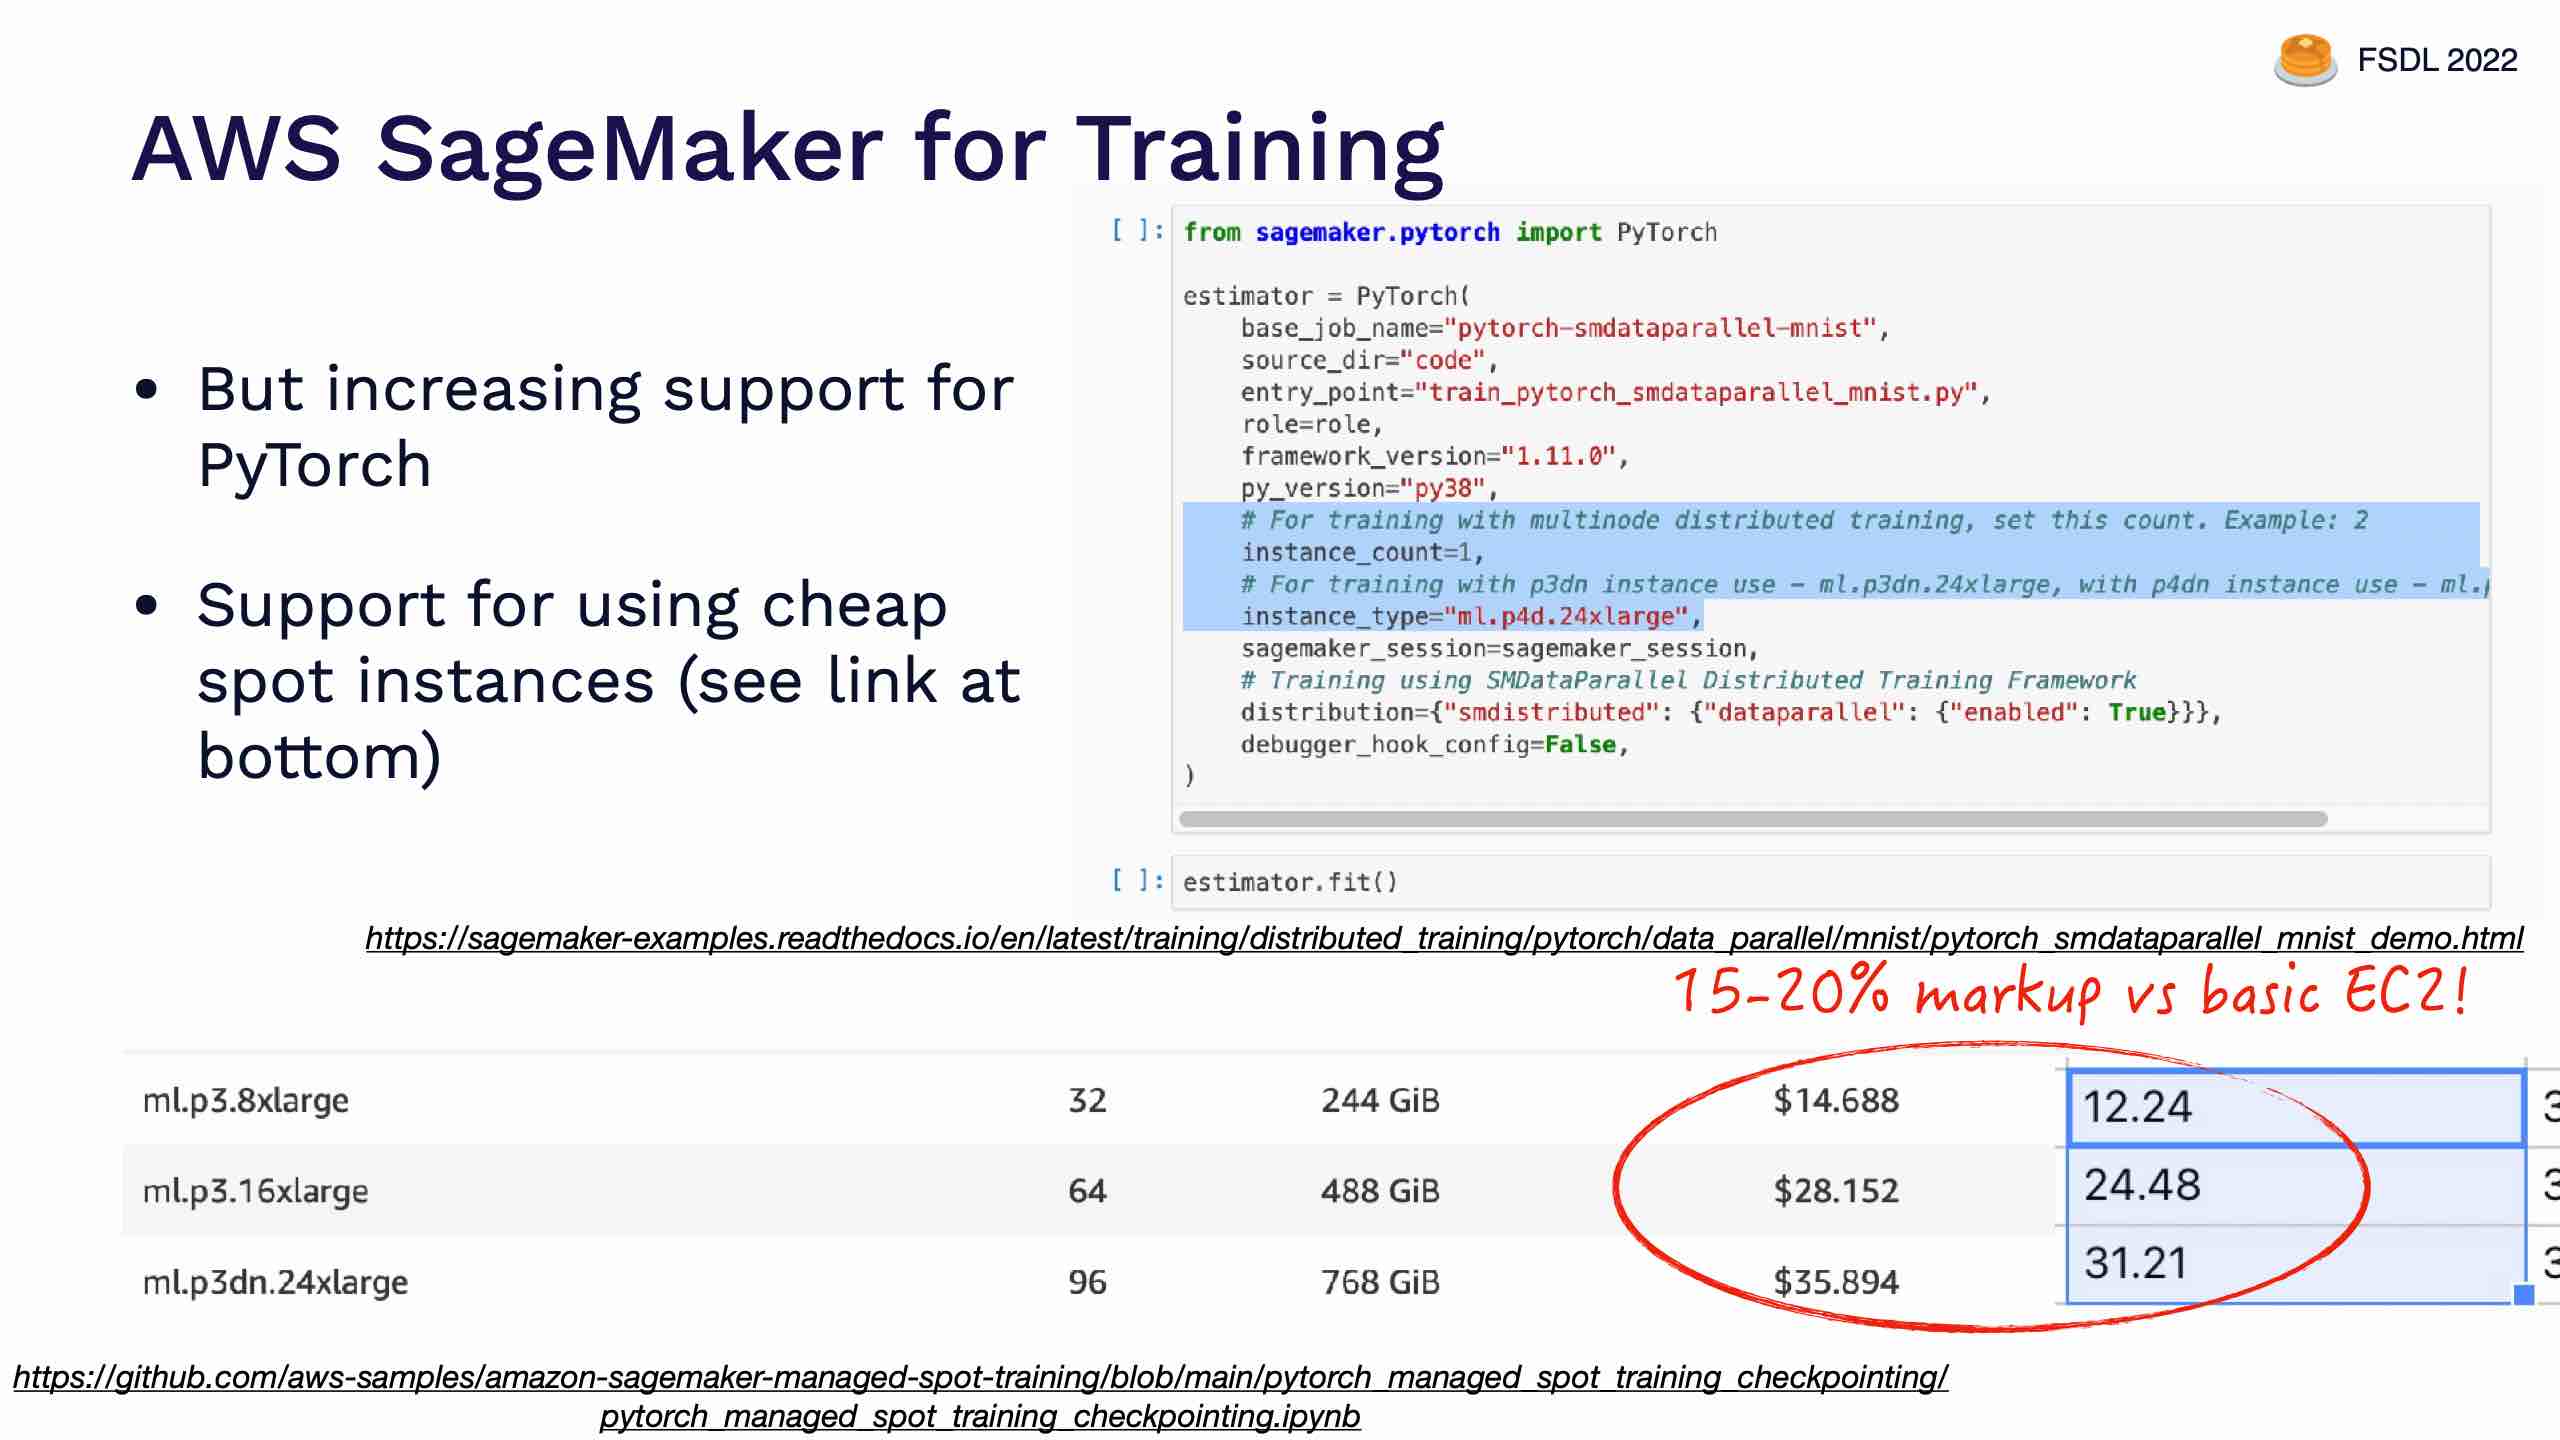 FSDL 2022
AWS SageMaker for Training
• But increasing support for
PyTorch
• Support for using cheap
spot instances (see link at
bottom)
[ ]: from sagemaker.pytorch import PyTorch
estimator = PyTorch(
base_job_name="pytorch-smdataparallel-mnist",
source_dir="code",
entry_point="train_pytorch_smdataparallel_mnist.py",
role=role,
framework_version="1.11.0",
py_version="py38",
# For training with multinode distributed training, set this count. Example: 2
instance_count=1,
# For training with p3dn instance use - ml.p3dn.24xlarge, with p4dn instance use - ml.
instance_type="ml.p4d.24xlarge",
sagemaker_session=sagemaker_session,
# Training using SMDataParallel Distributed Training Framework
distribution={"smdistributed": {"dataparallel": {"enabled": True}}},
debugger_hook_config=False,
)
[ ]: estimator.fit()
https://sagemaker-examples.readthedocs.io/en/latest/training/distributed_training/pytorch/data_parallel/mnist/pytorch_smdataparallel_mnist_demo.html
15-20% markup vs basic EC2!
ml.p3.8xlarge 32 244 GiB $14.688 12.24 3
ml.p3.16xlarge 64 488 GiB $28.152 24.48 3
ml.p3dn.24xlarge 96 768 GiB $35.894 31.21 3
https://github.com/aws-samples/amazon-sagemaker-managed-spot-training/blob/main/pytorch_managed_spot_training_checkpointing/
pytorch_managed_spot_training_checkpointing.ipynb